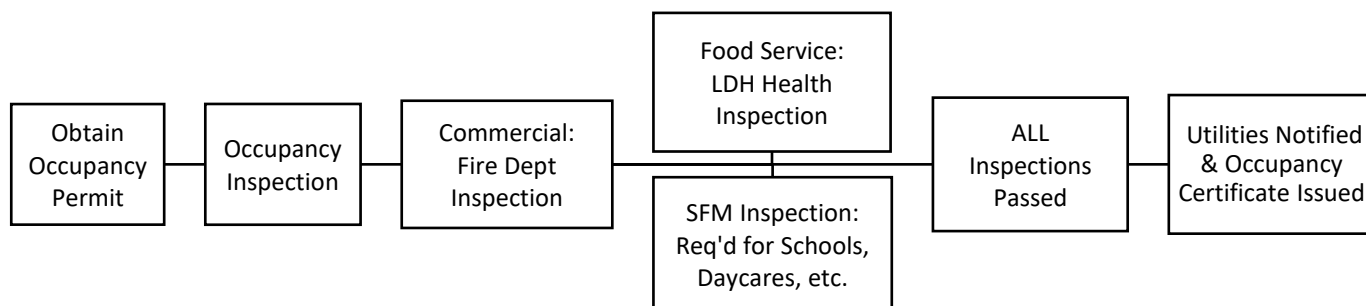 Obtain
Occupancy
Permit
Occupancy
Inspection
Commercial:
Fire Dept
Inspection
Food Service:
LDH Health
Inspection
SFM Inspection:
Req'd for Schools,
Daycares, etc.
ALL
Inspections
Passed
Utilities Notified
& Occupancy
Certificate Issued